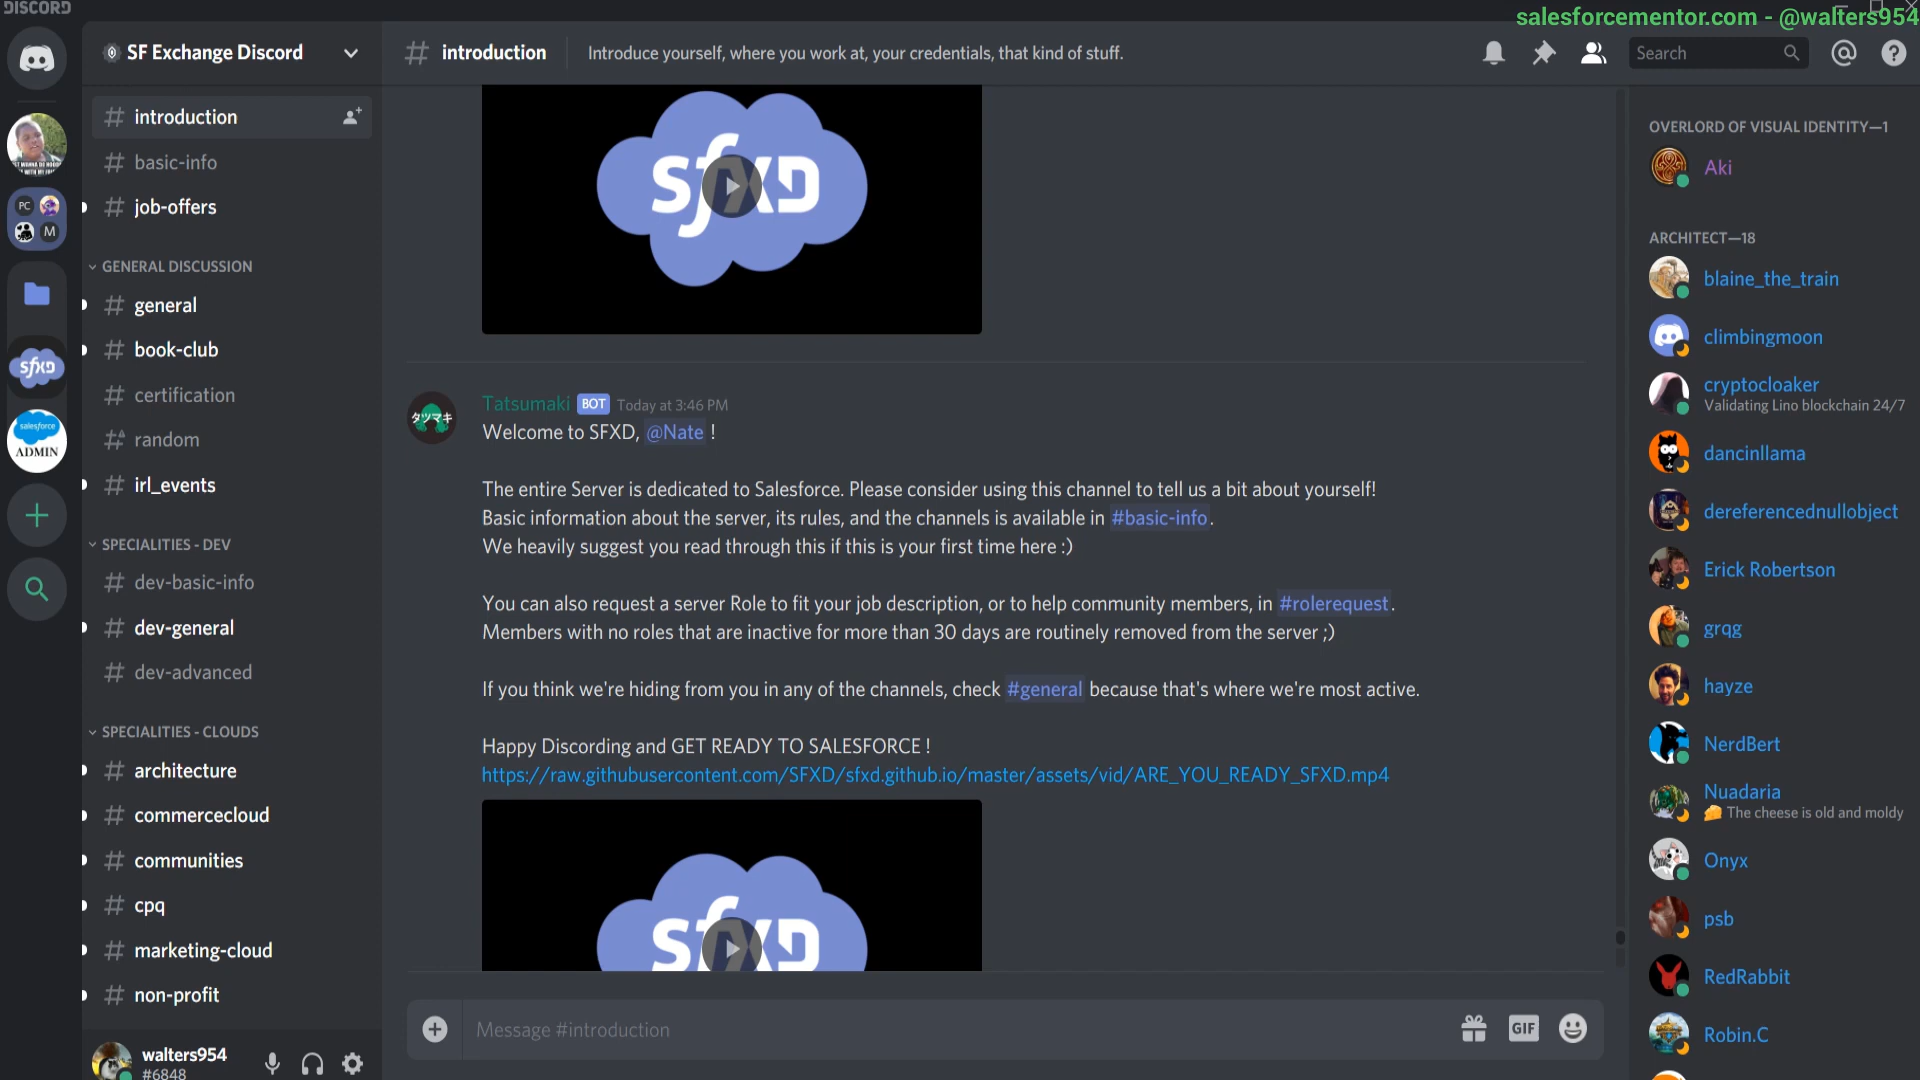 DISCORD
salesforcementor.com - @walters954
SF Exchange Discord
introduction
Introduce yourself, where you work at, your credentials, that kind of stuff.
Search
introduction
basic-info
job-offers
GENERAL DISCUSSION
general
book-club
certification
random
irl_events
SPECIALITIES - DEV
dev-basic-info
dev-general
dev-advanced
SPECIALITIES - CLOUDS
architecture
commercecloud
communities
cpq
marketing-cloud
non-profit
walters954
#6848
PC
M
sfxD
salesforce
ADMIN
sfXD
タツマキ
Tatsumaki BOT Today at 3:46 PM
Welcome to SFXD, @Nate !
The entire Server is dedicated to Salesforce. Please consider using this channel to tell us a bit about yourself!
Basic information about the server, its rules, and the channels is available in #basic-info.
We heavily suggest you read through this if this is your first time here :)
You can also request a server Role to fit your job description, or to help community members, in #rolerequest.
Members with no roles that are inactive for more than 30 days are routinely removed from the server ;)
If you think we're hiding from you in any of the channels, check #general because that's where we're most active.
Happy Discording and GET READY TO SALESFORCE !
https://raw.githubusercontent.com/SFXD/sfxd.github.io/master/assets/vid/ARE_YOU_READY_SFXD.mp4
sfXD
Message #introduction
GIF
OVERLORD OF VISUAL IDENTITY—1
Aki
ARCHITECT—18
blaine_the_train
climbingmoon
cryptocloaker
Validating Lino blockchain 24/7
dancinllama
dereferencednullobject
Erick Robertson
grqg
hayze
NerdBert
Nuadaria
The cheese is old and moldy
Onyx
psb
RedRabbit
Robin.C